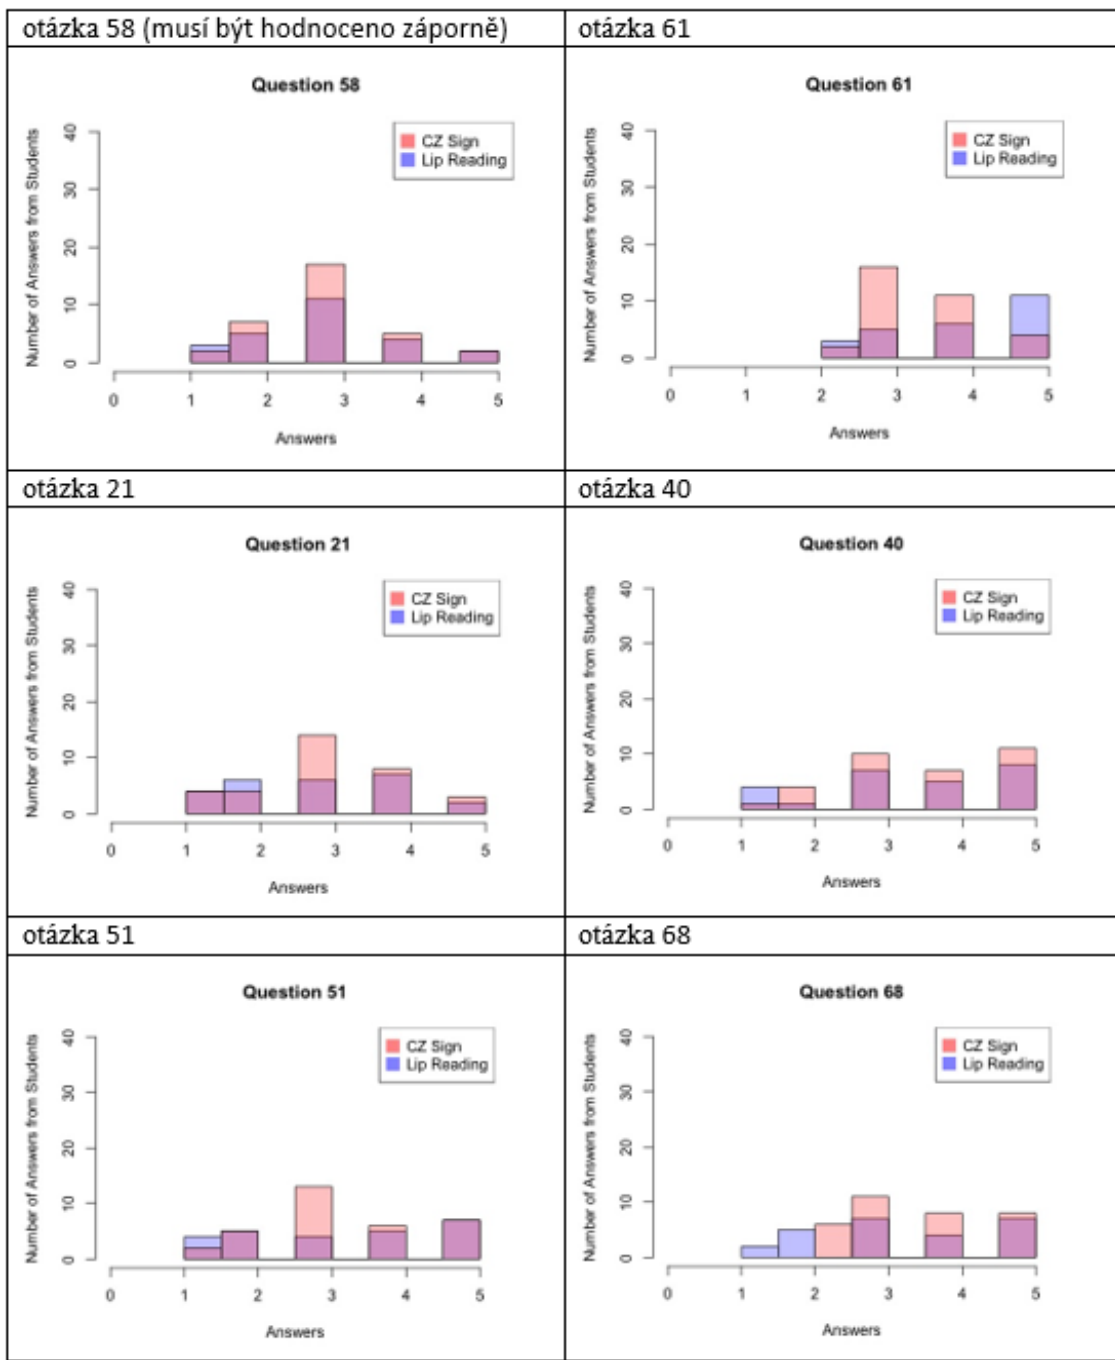 otázka 58 (musí být hodnoceno záporně)
otázka 61
Question 58
CZ Sign
Lip Reading
Number of Answers from Students
0 10 20 30 40
0 1 2 3 4 5
Answers
Question 61
CZ Sign
Lip Reading
Number of Answers from Students
0 10 20 30 40
0 1 2 3 4 5
Answers
otázka 21
otázka 40
Question 21
CZ Sign
Lip Reading
Number of Answers from Students
0 10 20 30 40
0 1 2 3 4 5
Answers
Question 40
CZ Sign
Lip Reading
Number of Answers from Students
0 10 20 30 40
0 1 2 3 4 5
Answers
otázka 51
otázka 68
Question 51
CZ Sign
Lip Reading
Number of Answers from Students
0 10 20 30 40
0 1 2 3 4 5
Answers
Question 68
CZ Sign
Lip Reading
Number of Answers from Students
0 10 20 30 40
0 1 2 3 4 5
Answers